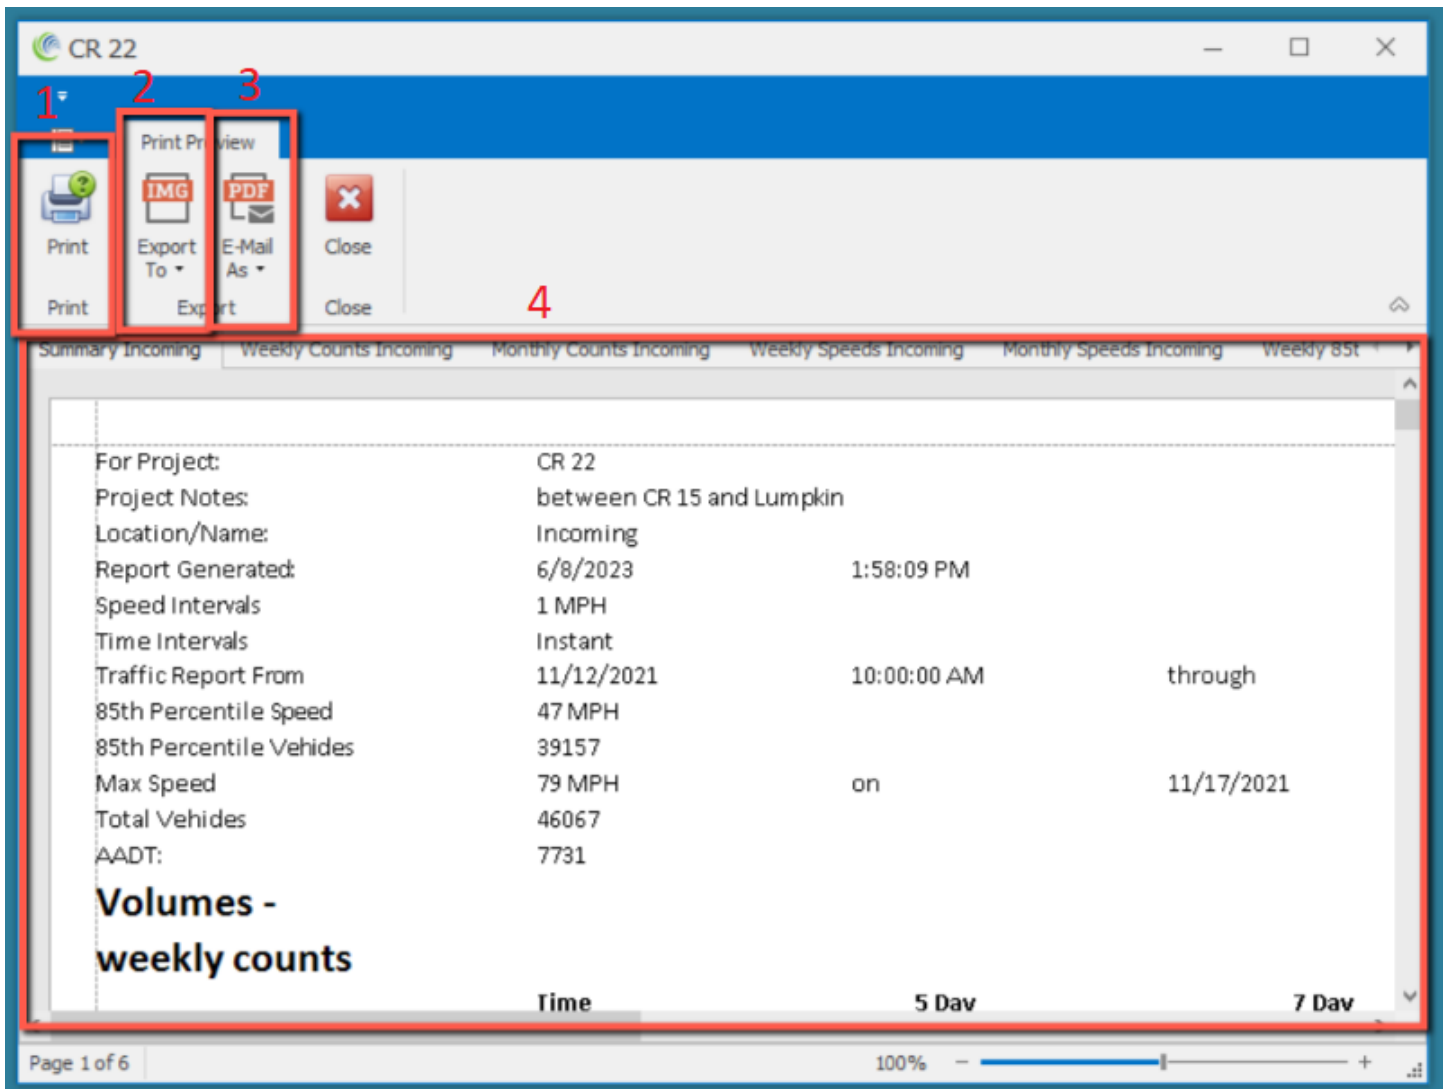 CR 22
1 2 3
Print Preview
IMG PDF
Print Export To E-Mail As Close
Print Export Close
4
Summary Incoming Weekly Counts Incoming Monthly Counts Incoming Weekly Speeds Incoming Monthly Speeds Incoming Weekly 85t
For Project: CR 22
Project Notes: between CR 15 and Lumpkin
Location/Name: Incoming
Report Generated: 6/8/2023 1:58:09 PM
Speed Intervals 1 MPH
Time Intervals Instant
Traffic Report From 11/12/2021 10:00:00 AM through
85th Percentile Speed 47 MPH
85th Percentile Vehicles 39157
Max Speed 79 MPH on 11/17/2021
Total Vehicles 46067
AADT: 7731
Volumes -
weekly counts
Time 5 Day 7 Day
Page 1 of 6 100% - +